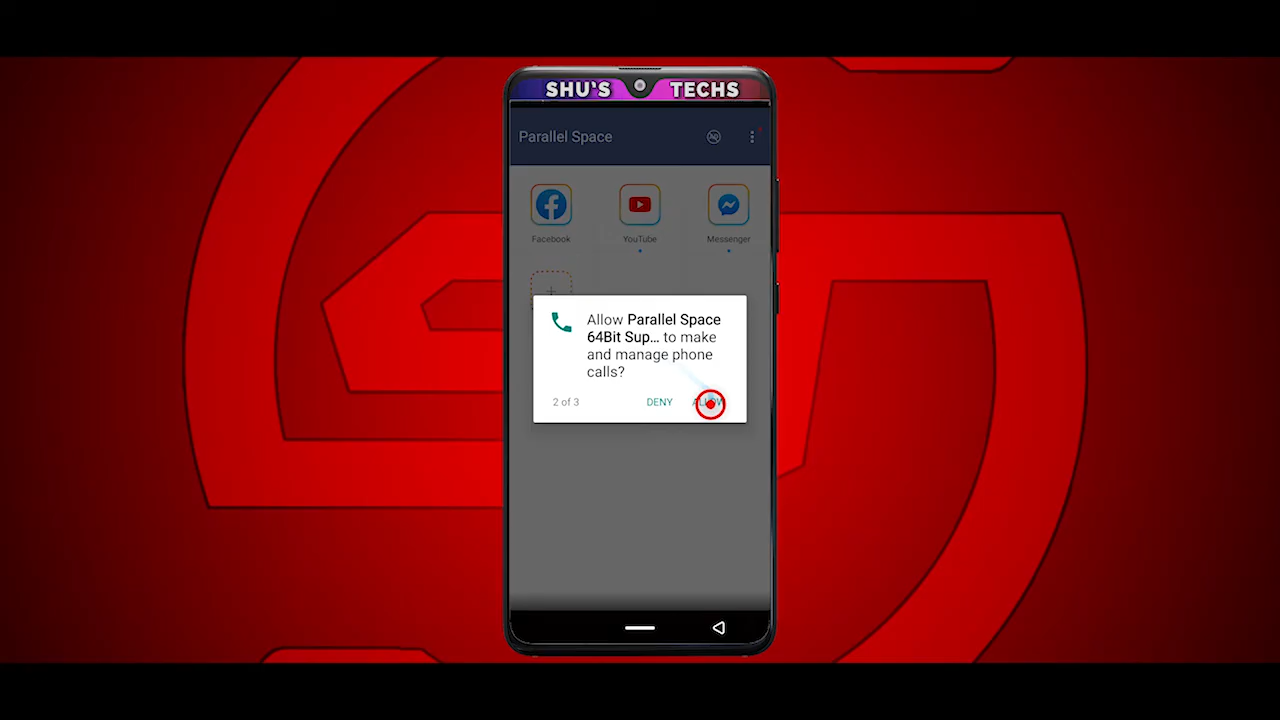 SHU'S TECHS
Parallel Space
Facebook YouTube Messenger
Allow Parallel Space
64Bit Sup... to make
and manage phone
calls?
2 of 3 DENY ALLOW